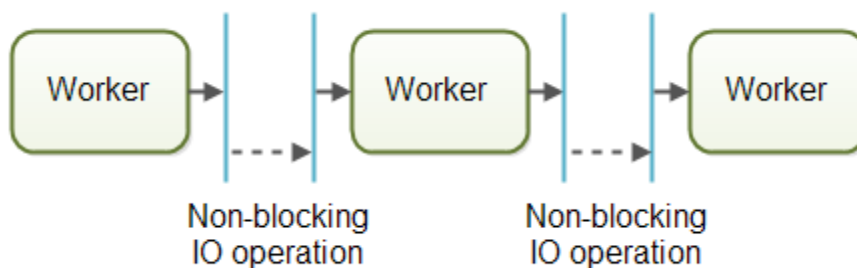 Worker
Worker
Worker
Non-blocking
IO operation
Non-blocking
IO operation